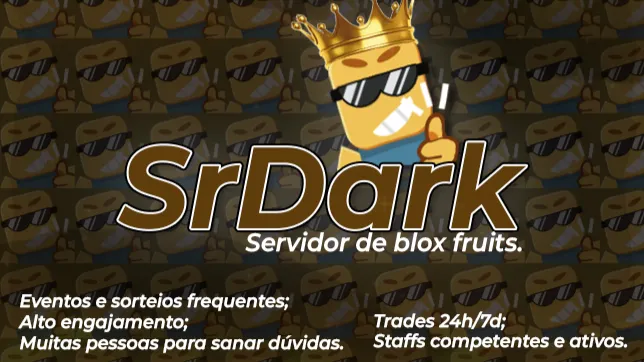 SrDark
Servidor de blox fruits.
Eventos e sorteios frequentes;
Alto engajamento;
Muitas pessoas para sanar dúvidas.
Trades 24h/7d;
Staffs competentes e ativos.